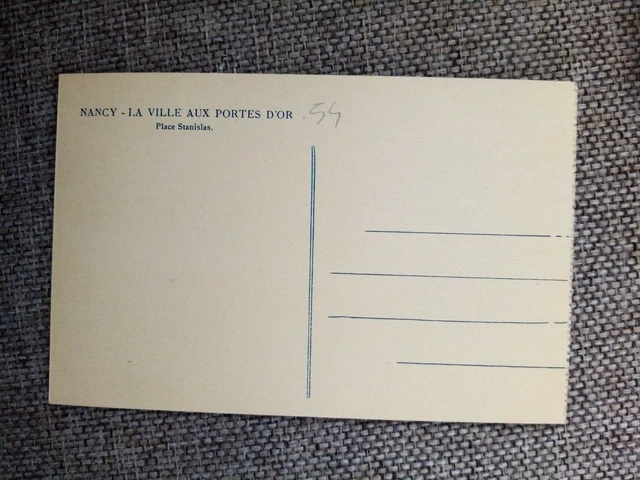 NANCY - LA VILLE AUX PORTES D'OR .54
Place Stanislas.